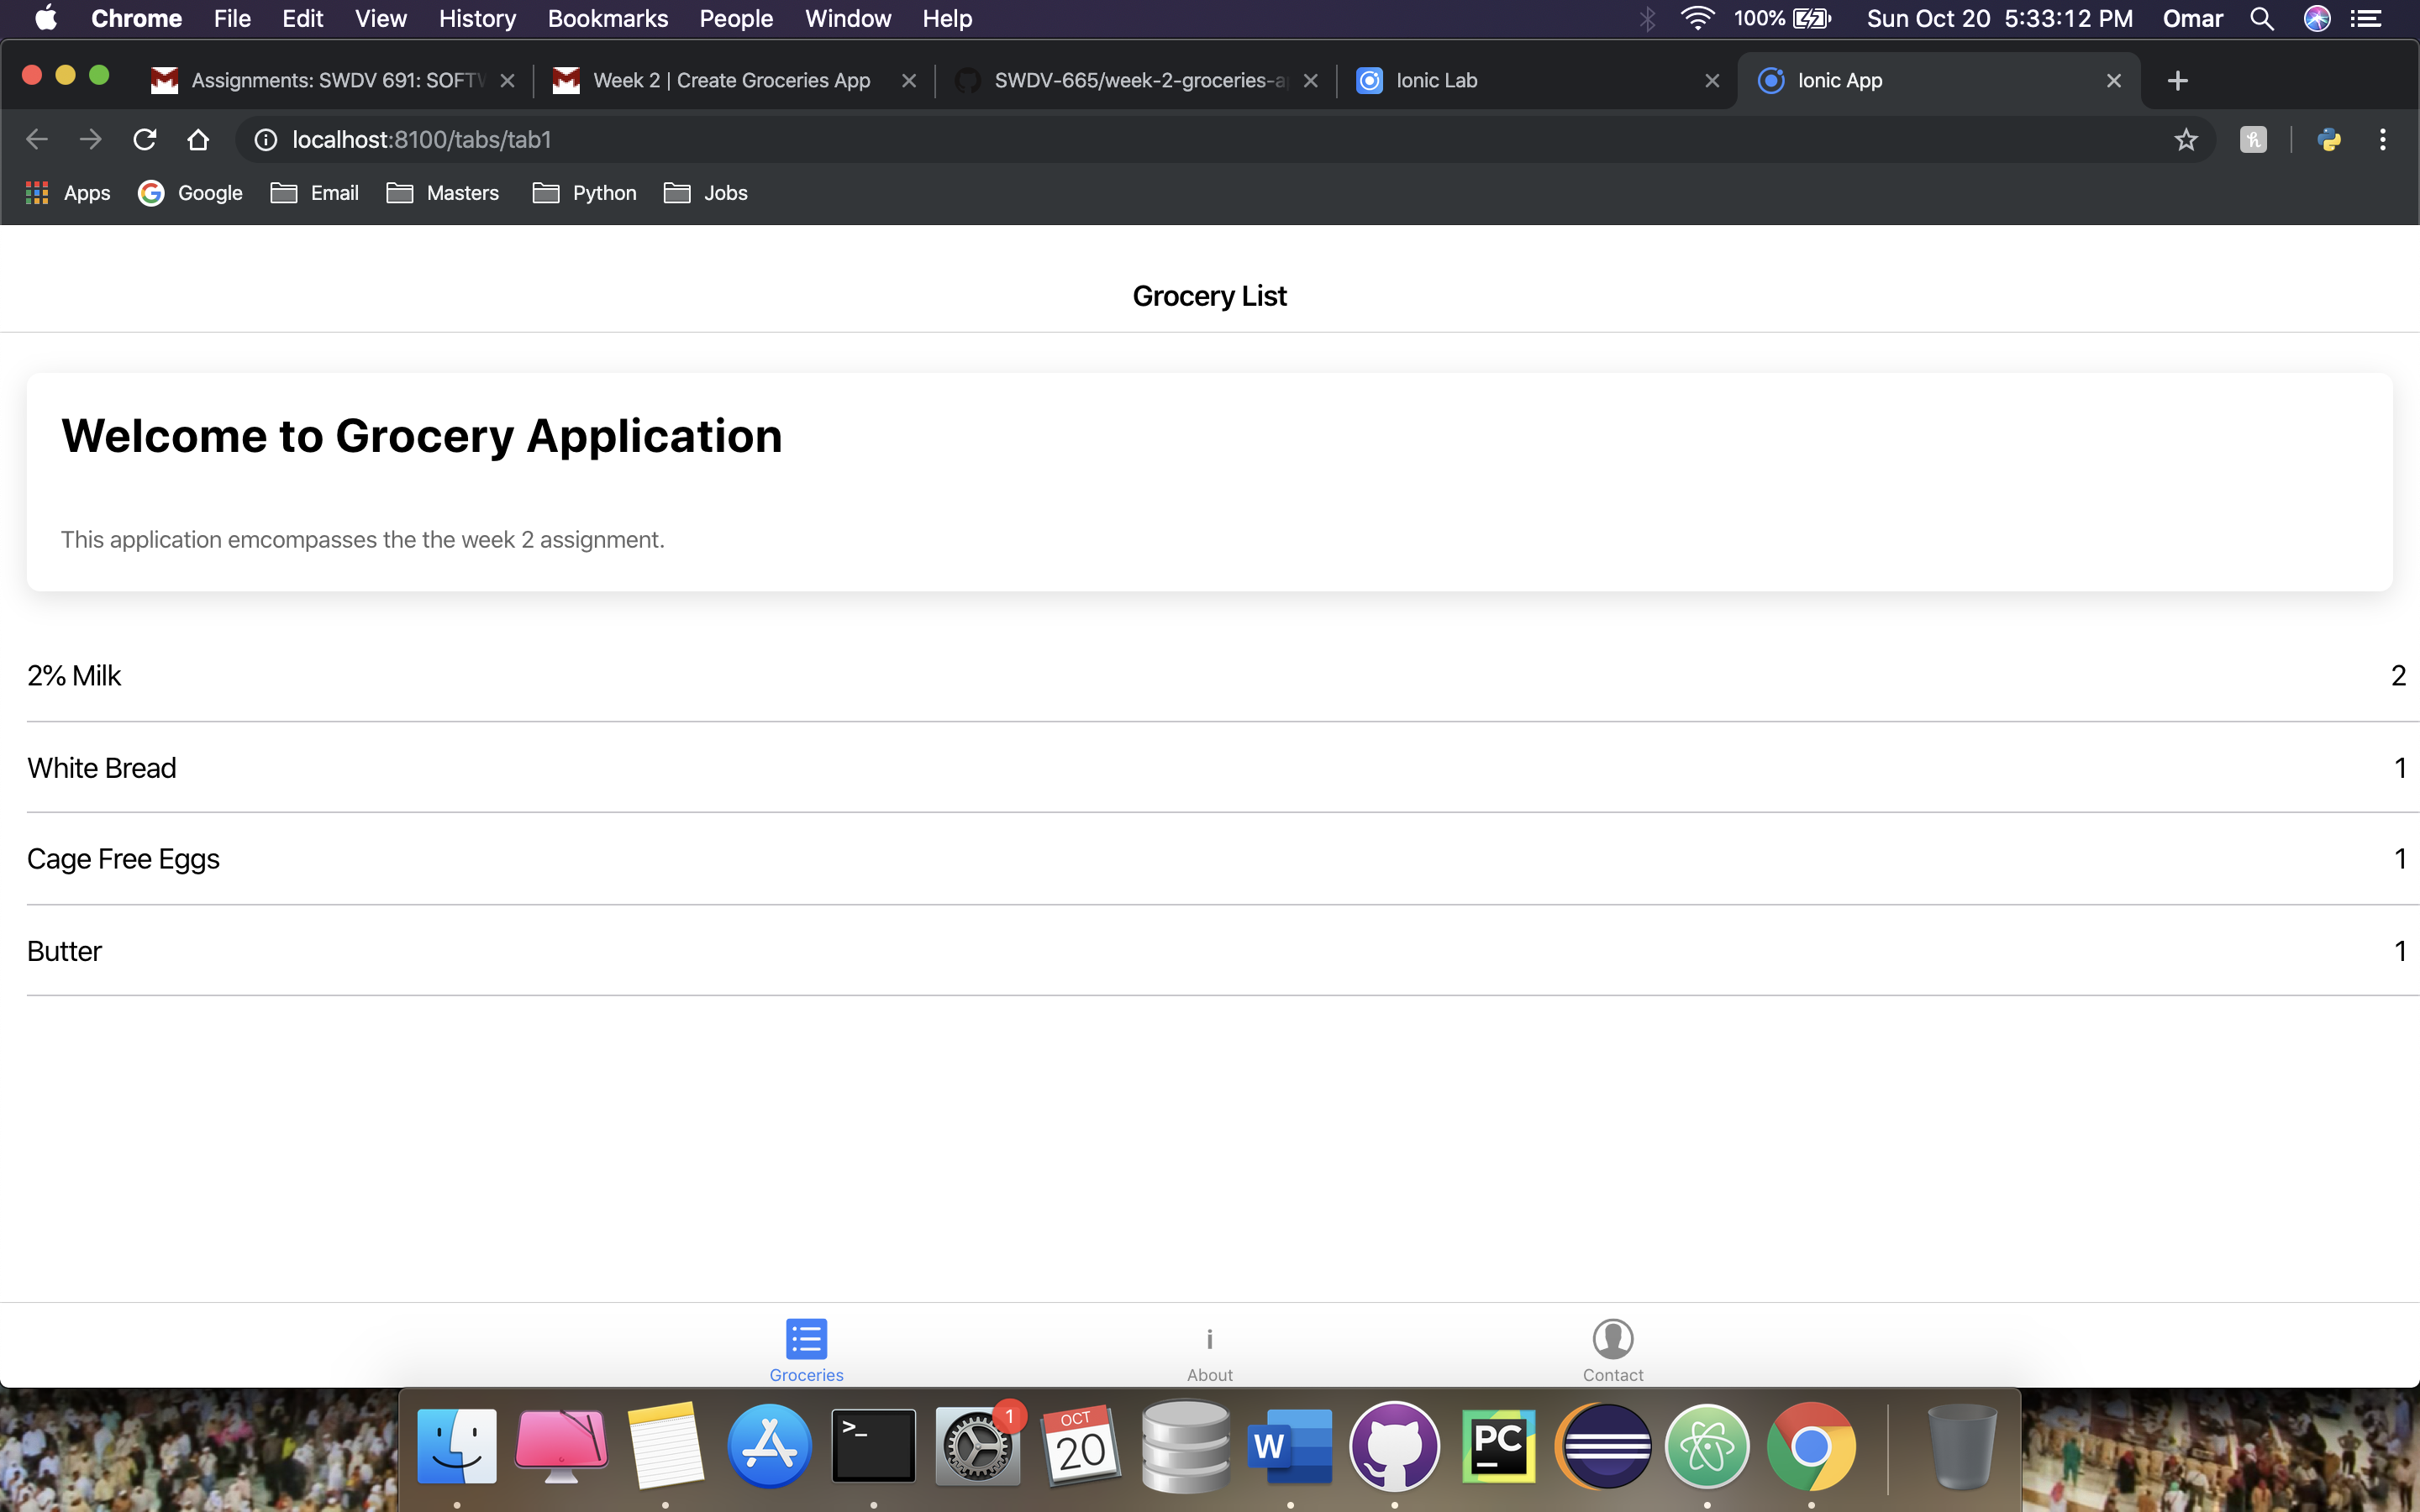 Chrome File Edit View History Bookmarks People Window Help 100% Sun Oct 20 5:33:12 PM Omar
Assignments: SWDV 691: SOFTW Week 2 | Create Groceries App SWDV-665/week-2-groceries-a Ionic Lab Ionic App
localhost:8100/tabs/tab1
Apps Google Email Masters Python Jobs
Grocery List
Welcome to Grocery Application
This application emcompasses the the week 2 assignment.
2% Milk 2
White Bread 1
Cage Free Eggs 1
Butter 1
Groceries About Contact
>_ 1 OCT 20 W PC